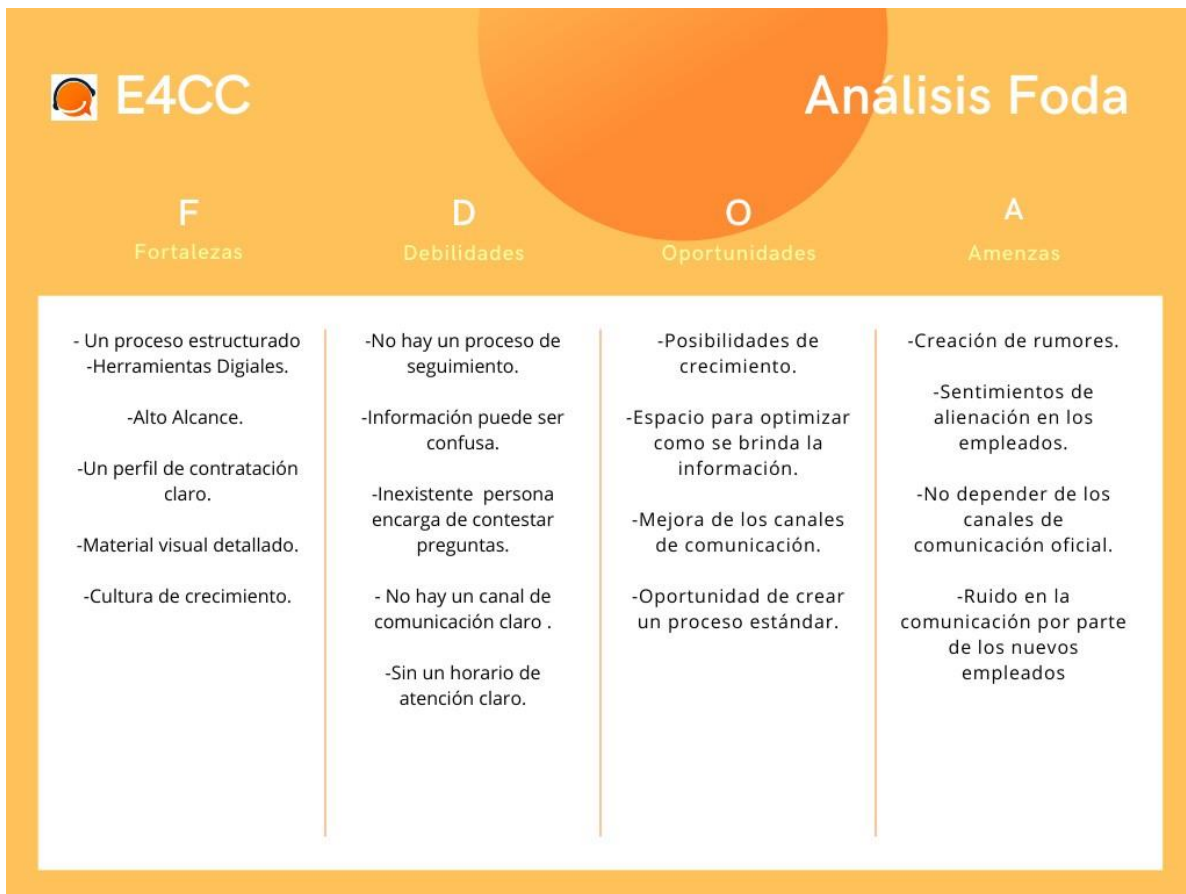 E4CC
Análisis Foda
F
Fortalezas
D
Debilidades
O
Oportunidades
A
Amenzas
- Un proceso estructurado
-Herramientas Digiales.
-Alto Alcance.
-Un perfil de contratación
claro.
-Material visual detallado.
-Cultura de crecimiento.
-No hay un proceso de
seguimiento.
-Información puede ser
confusa.
-Inexistente persona
encarga de contestar
preguntas.
- No hay un canal de
comunicación claro .
-Sin un horario de
atención claro.
-Posibilidades de
crecimiento.
-Espacio para optimizar
como se brinda la
información.
-Mejora de los canales
de comunicación.
-Oportunidad de crear
un proceso estándar.
-Creación de rumores.
-Sentimientos de
alienación en los
empleados.
-No depender de los
canales de
comunicación oficial.
-Ruido en la
comunicación por parte
de los nuevos
empleados